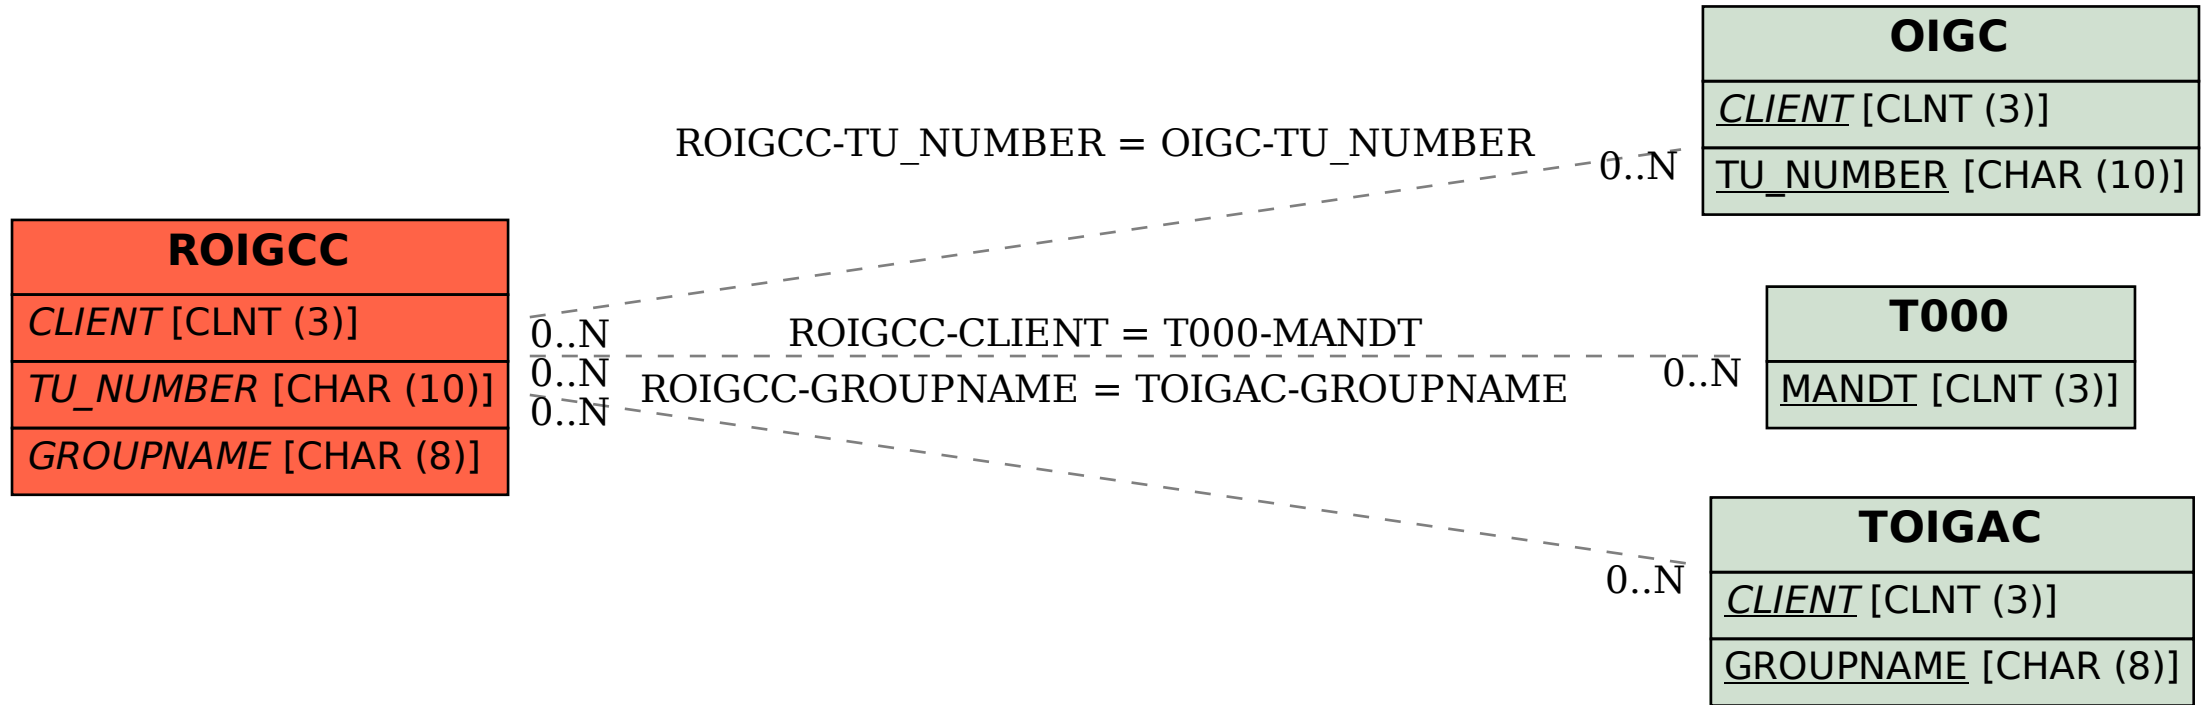 OIGC
CLIENT [CLNT (3)]
TU_NUMBER [CHAR (10)]
ROIGCC-TU_NUMBER = OIGC-TU_NUMBER
0..N
ROIGCC
CLIENT [CLNT (3)]
TU_NUMBER [CHAR (10)]
GROUPNAME [CHAR (8)]
0..N
ROIGCC-CLIENT = T000-MANDT
0..N
0..N
ROIGCC-GROUPNAME = TOIGAC-GROUPNAME
0..N
T000
MANDT [CLNT (3)]
0..N
TOIGAC
CLIENT [CLNT (3)]
GROUPNAME [CHAR (8)]